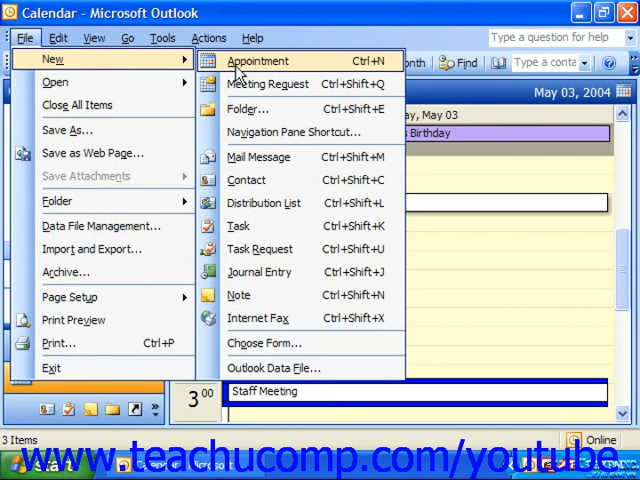 Calendar - Microsoft Outlook
File Edit View Go Tools Actions Help
Type a question for help
New
Open
Close All Items
Save As...
Save as Web Page...
Save Attachments
Folder
Data File Management...
Import and Export...
Archive...
Page Setup
Print Preview
Print... Ctrl+P
Exit
Appointment Ctrl+N
Meeting Request Ctrl+Shift+Q
Folder... Ctrl+Shift+E
Navigation Pane Shortcut...
Mail Message Ctrl+Shift+M
Contact Ctrl+Shift+C
Distribution List Ctrl+Shift+L
Task Ctrl+Shift+K
Task Request Ctrl+Shift+U
Journal Entry Ctrl+Shift+J
Note Ctrl+Shift+N
Internet Fax Ctrl+Shift+X
Choose Form...
Outlook Data File...
onth Find Type a conta
May 03, 2004
ay, May 03
s Birthday
3 00 Staff Meeting
3 Items Online
www.teachucomp.com/youtube
start Calendar - Microsoft